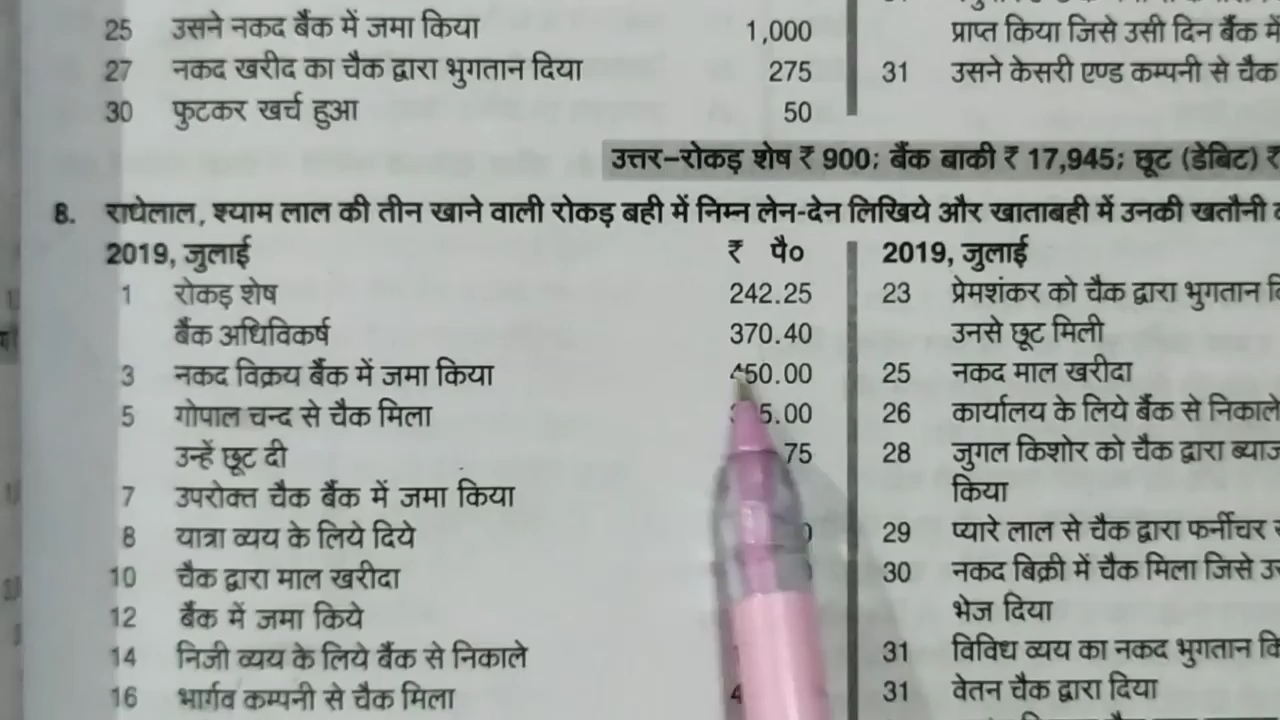 25 उसने नकद बैंक में जमा किया 1,000
27 नकद खरीद का चैक द्वारा भुगतान दिया 275
30 फुटकर खर्च हुआ 50
प्राप्त किया जिसे उसी दिन बैंक में
31 उसने केसरी एण्ड कम्पनी से चैक
उत्तर-रोकड़ शेष ₹ 900; बैंक बाकी ₹ 17,945; छूट (डेबिट) ₹
8. राधेलाल, श्याम लाल की तीन खाने वाली रोकड़ बही में निम्न लेन-देन लिखिये और खाताबही में उनकी खतौनी
2019, जुलाई ₹ पै०
1 रोकड़ शेष 242.25
बैंक अधिविकर्ष 370.40
3 नकद विक्रय बैंक में जमा किया 450.00
5 गोपाल चन्द से चैक मिला 5.00
उन्हें छूट दी 75
7 उपरोक्त चैक बैंक में जमा किया
8 यात्रा व्यय के लिये दिये
10 चैक द्वारा माल खरीदा
12 बैंक में जमा किये
14 निजी व्यय के लिये बैंक से निकाले
16 भार्गव कम्पनी से चैक मिला 4
2019, जुलाई
23 प्रेमशंकर को चैक द्वारा भुगतान
उनसे छूट मिली
25 नकद माल खरीदा
26 कार्यालय के लिये बैंक से निकाले
28 जुगल किशोर को चैक द्वारा ब्याज
किया
29 प्यारे लाल से चैक द्वारा फर्नीचर
30 नकद बिक्री में चैक मिला जिसे
भेज दिया
31 विविध व्यय का नकद भुगतान
31 वेतन चैक द्वारा दिया